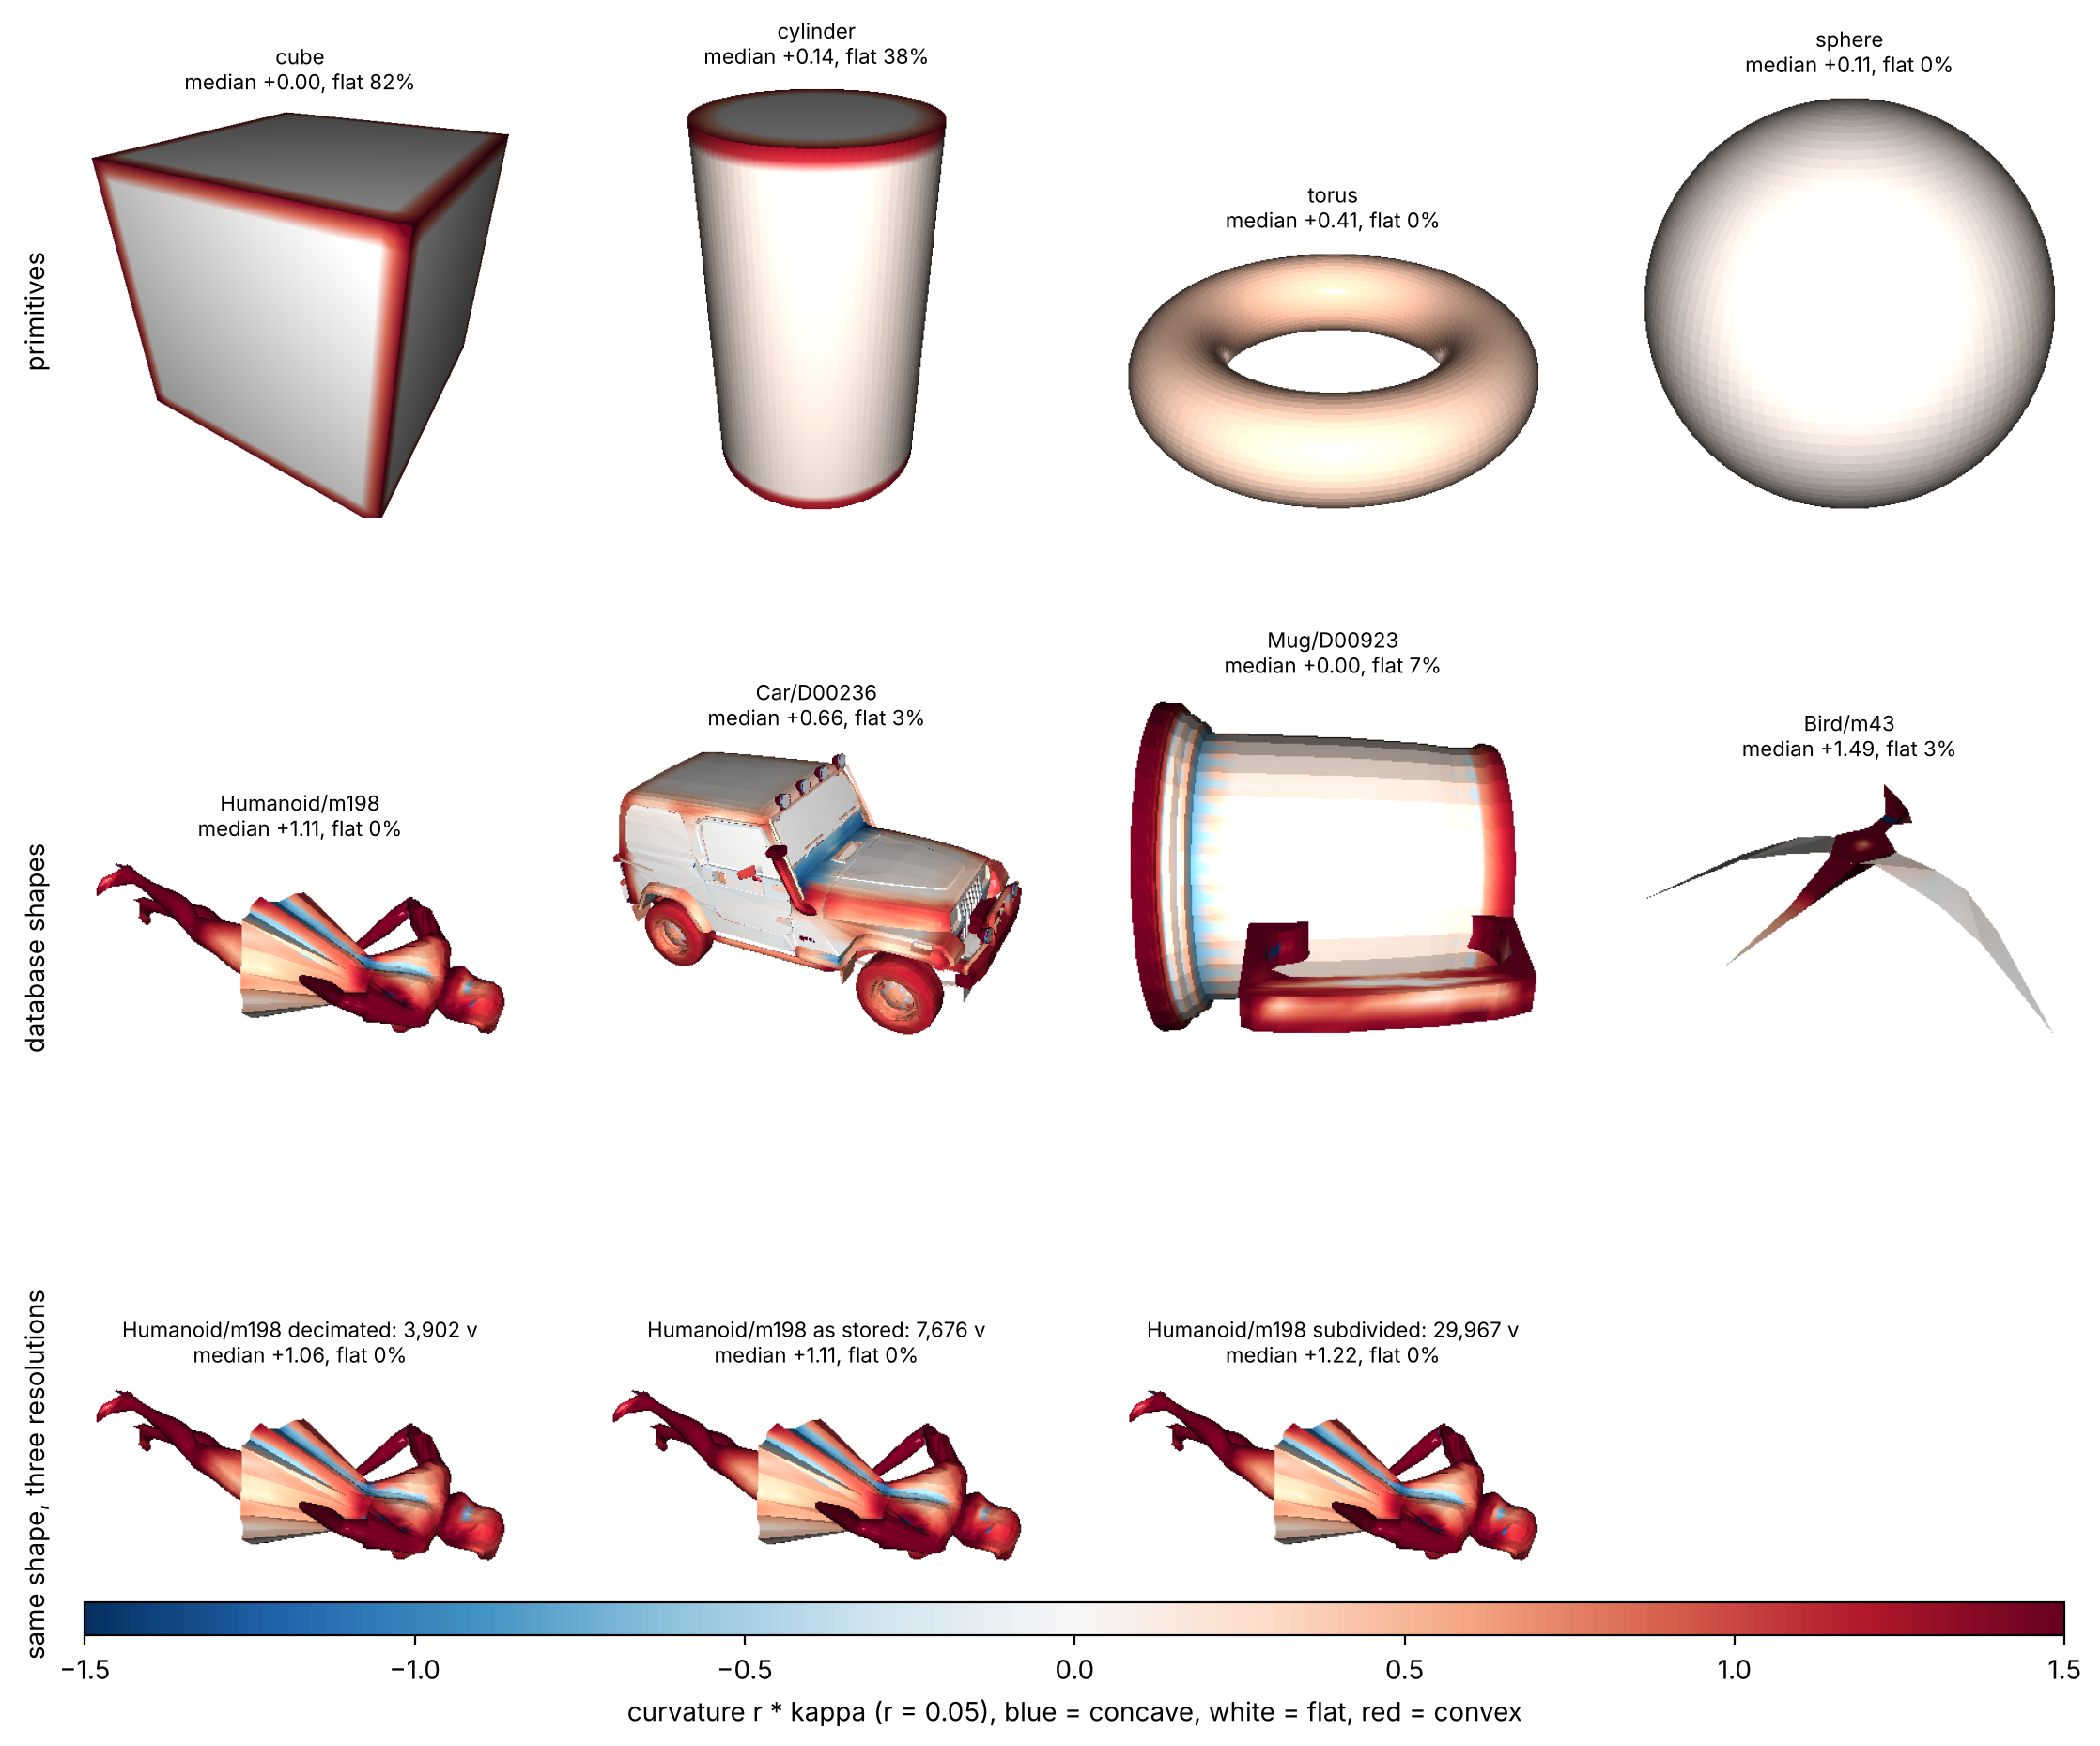 primitives
cube
median +0.00, flat 82%
cylinder
median +0.14, flat 38%
torus
median +0.41, flat 0%
sphere
median +0.11, flat 0%
database shapes
Humanoid/m198
median +1.11, flat 0%
Car/D00236
median +0.66, flat 3%
Mug/D00923
median +0.00, flat 7%
Bird/m43
median +1.49, flat 3%
same shape, three resolutions
Humanoid/m198 decimated: 3,902 v
median +1.06, flat 0%
Humanoid/m198 as stored: 7,676 v
median +1.11, flat 0%
Humanoid/m198 subdivided: 29,967 v
median +1.22, flat 0%
−1.5 −1.0 −0.5 0.0 0.5 1.0 1.5
curvature r * kappa (r = 0.05), blue = concave, white = flat, red = convex